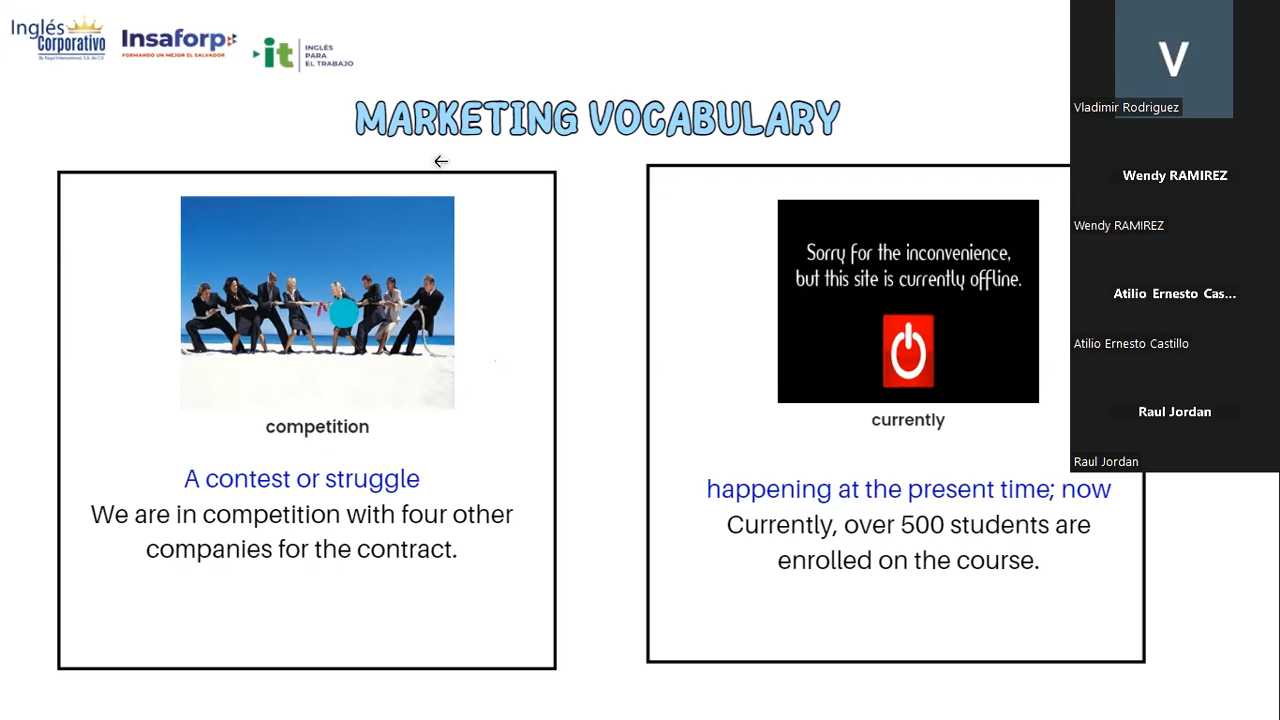 Inglés
Corporativo
Insaforp
FORMANDO UN MEJOR EL SALVADOR
it
INGLÉS
PARA
EL TRABAJO
MARKETING VOCABULARY
competition
A contest or struggle
We are in competition with four other
companies for the contract.
Sorry for the inconvenience,
but this site is currently offline.
currently
happening at the present time; now
Currently, over 500 students are
enrolled on the course.
V
Vladimir Rodriguez
Wendy RAMIREZ
Wendy RAMIREZ
Atilio Ernesto Cas...
Atilio Ernesto Castillo
Raul Jordan
Raul Jordan